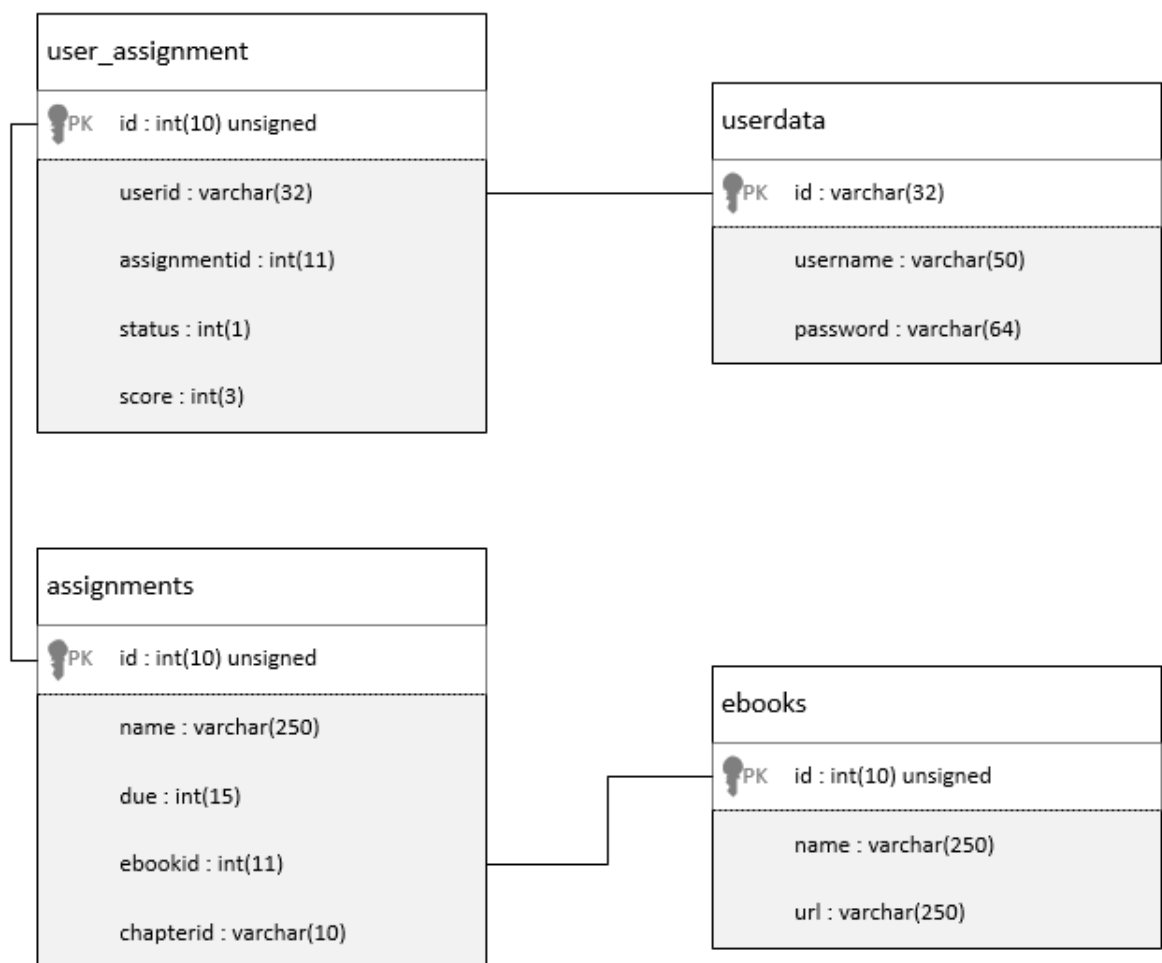 user_assignment
PK id : int(10) unsigned
userid : varchar(32)
assignmentid : int(11)
status : int(1)
score : int(3)
userdata
PK id : varchar(32)
username : varchar(50)
password : varchar(64)
assignments
PK id : int(10) unsigned
name : varchar(250)
due : int(15)
ebookid : int(11)
chapterid : varchar(10)
ebooks
PK id : int(10) unsigned
name : varchar(250)
url : varchar(250)